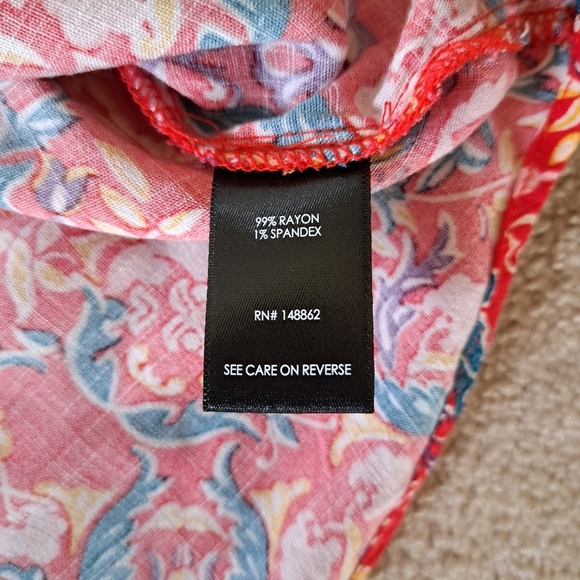 99% RAYON
1% SPANDEX
RN# 148862
SEE CARE ON REVERSE